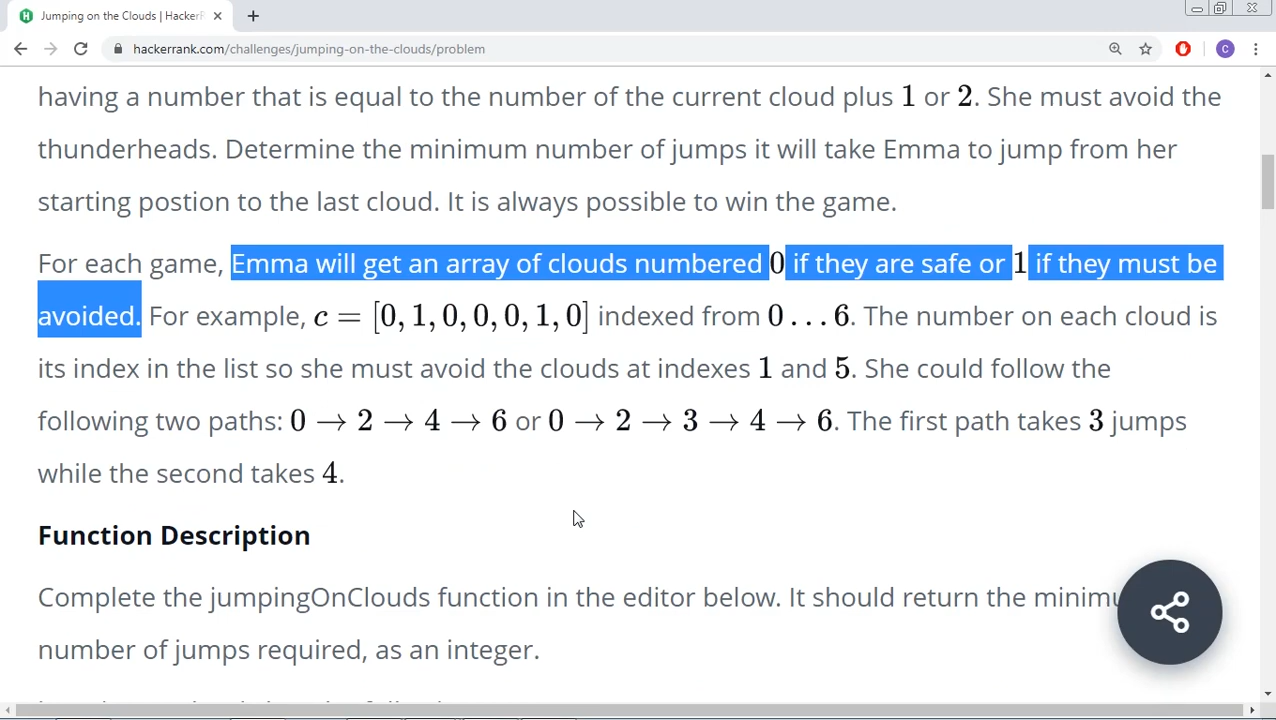 Jumping on the Clouds | HackerR
hackerrank.com/challenges/jumping-on-the-clouds/problem
C
having a number that is equal to the number of the current cloud plus 1 or 2. She must avoid the
thunderheads. Determine the minimum number of jumps it will take Emma to jump from her
starting postion to the last cloud. It is always possible to win the game.
For each game, Emma will get an array of clouds numbered 0 if they are safe or 1 if they must be
avoided. For example, c = [0, 1, 0, 0, 0, 1, 0] indexed from 0 . . . 6. The number on each cloud is
its index in the list so she must avoid the clouds at indexes 1 and 5. She could follow the
following two paths: 0 → 2 → 4 → 6 or 0 → 2 → 3 → 4 → 6. The first path takes 3 jumps
while the second takes 4.
Function Description
Complete the jumpingOnClouds function in the editor below. It should return the minimu
number of jumps required, as an integer.